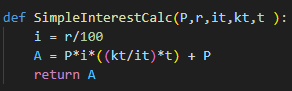 def SimpleInterestCalc(P,r,it,kt,t ):
    i = r/100
    A = P*i*((kt/it)*t) + P
    return A